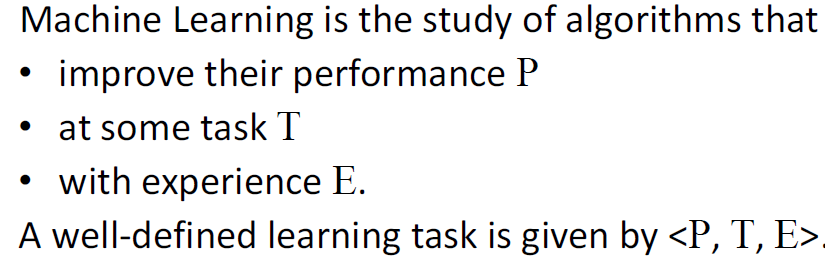 Machine Learning is the study of algorithms that
• improve their performance P
• at some task T
• with experience E.
A well-defined learning task is given by <P, T, E>.